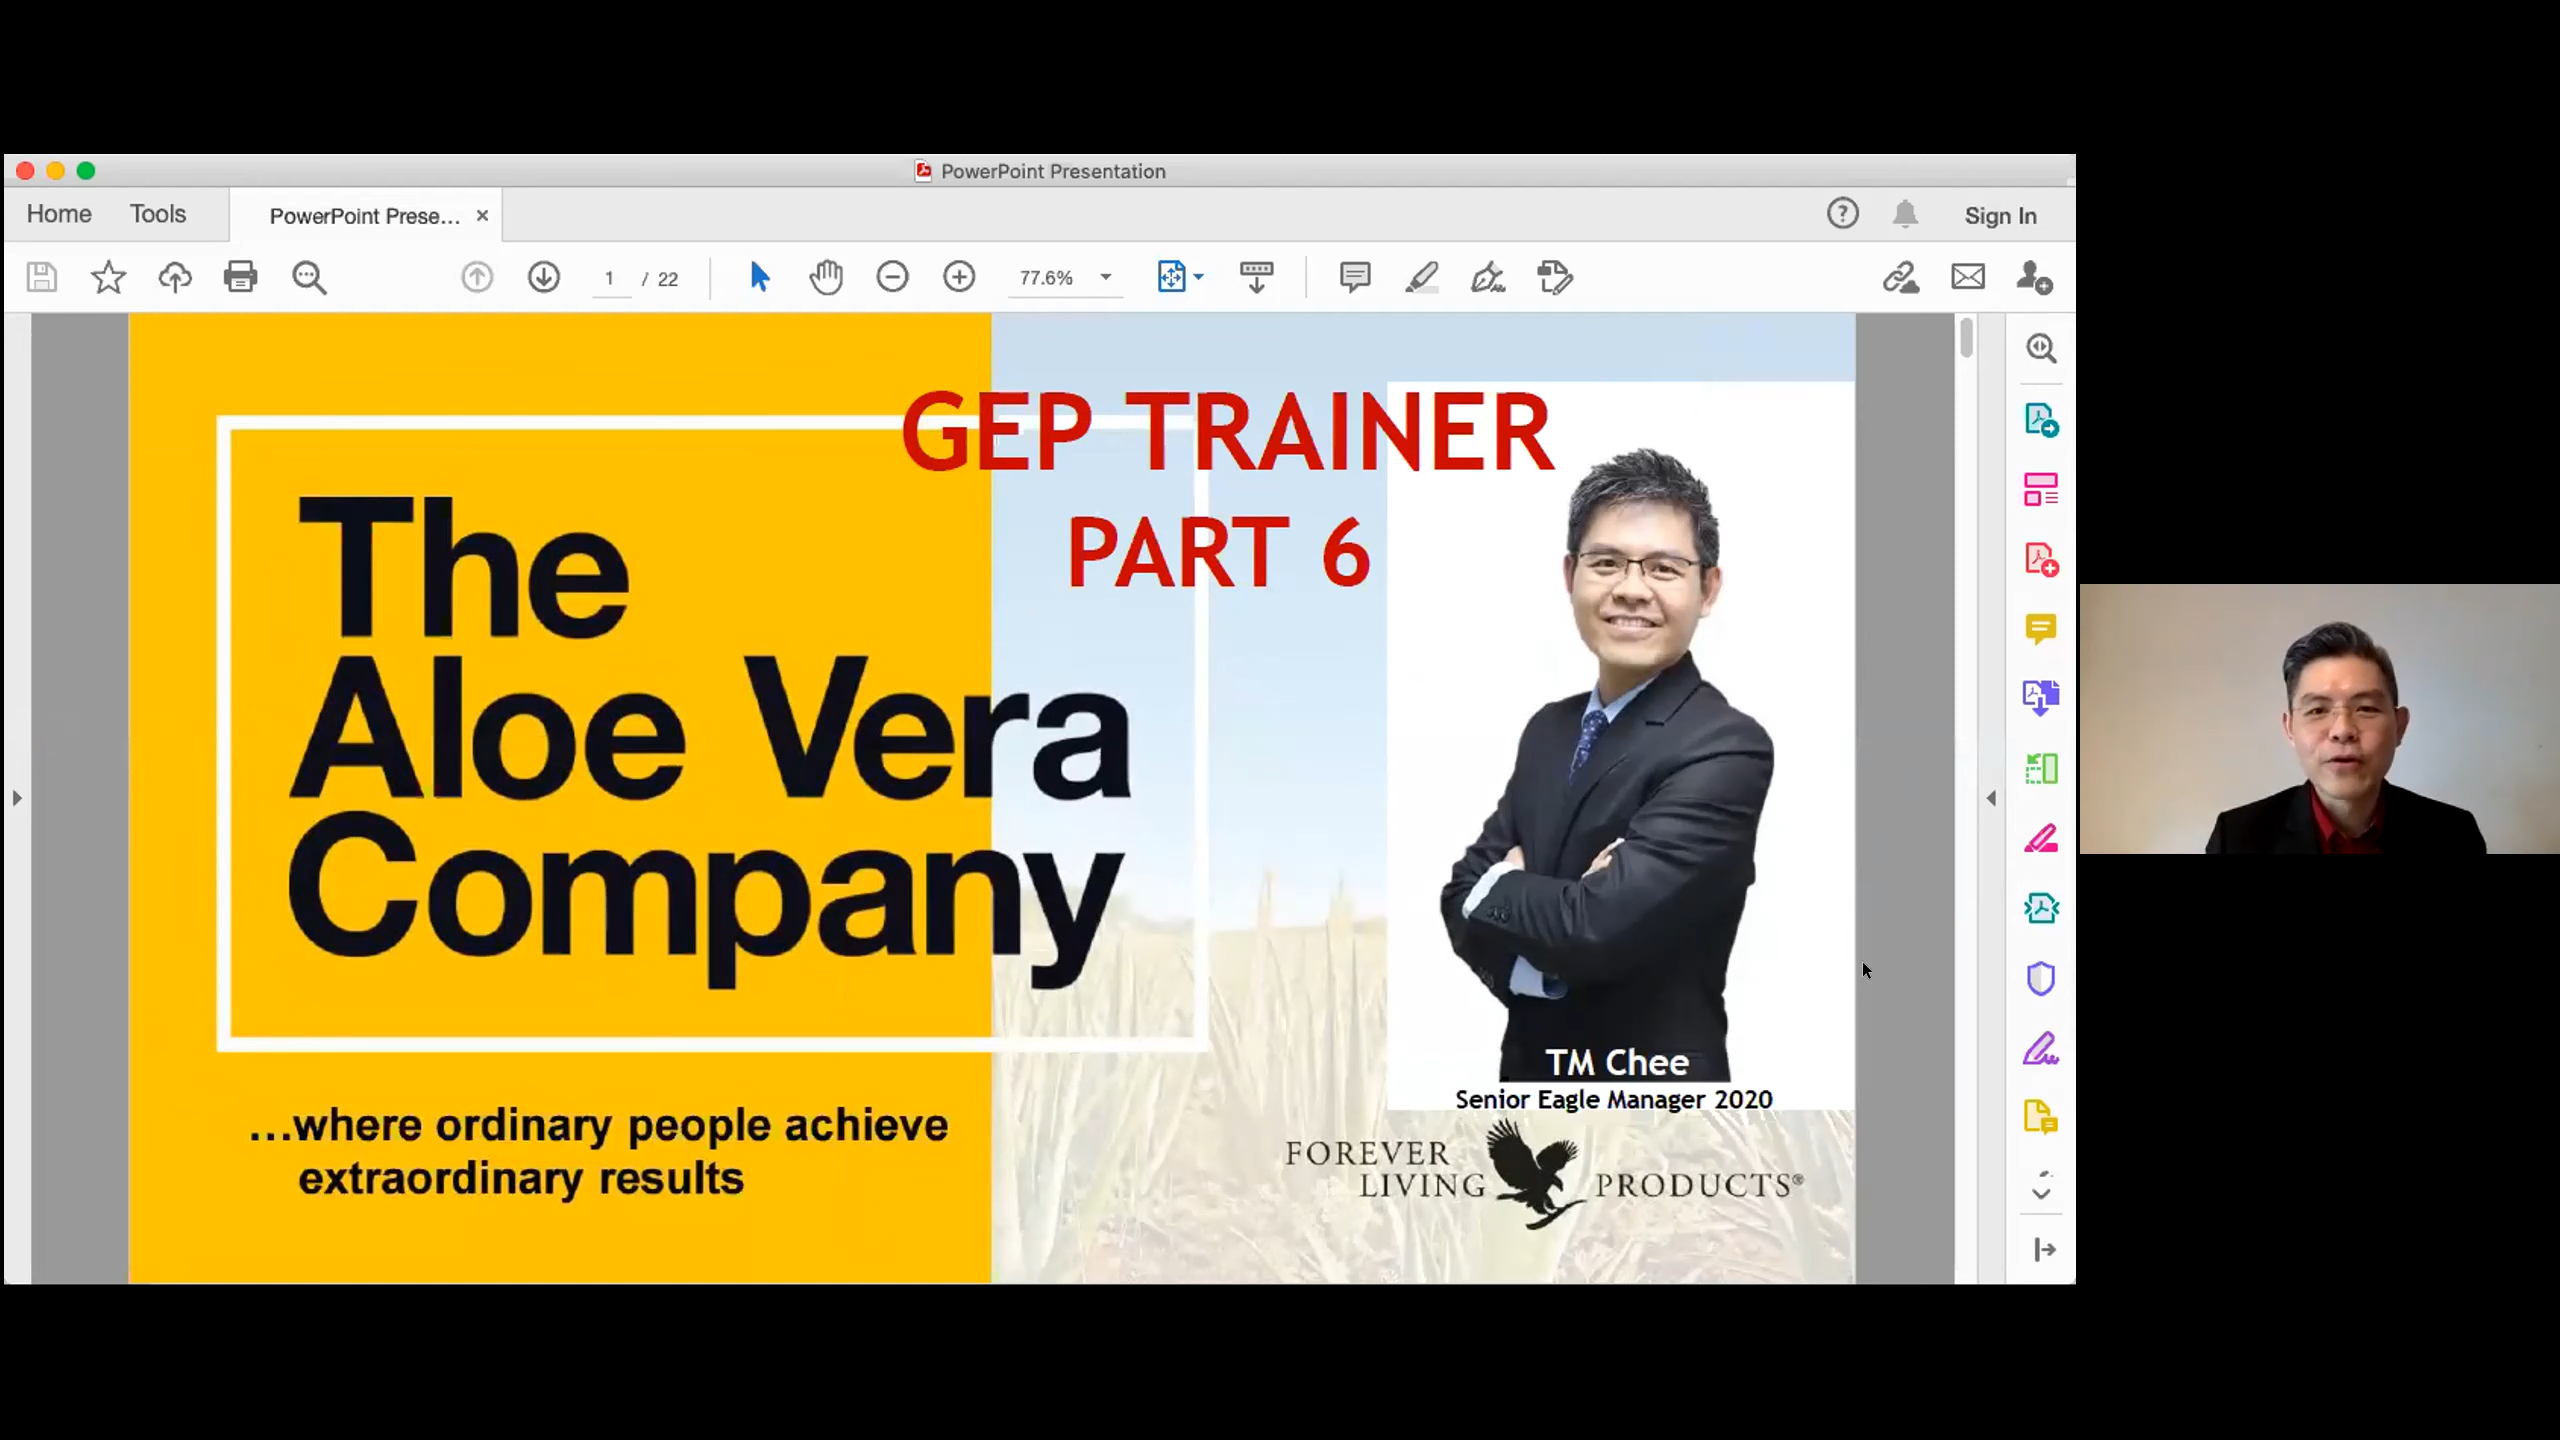 PowerPoint Presentation
Home
Tools
PowerPoint Prese...
Sign In
1 / 22
77.6%
GEP TRAINER
PART 6
The
Aloe Vera
Company
...where ordinary people achieve
extraordinary results
TM Chee
Senior Eagle Manager 2020
FOREVER
LIVING PRODUCTS®